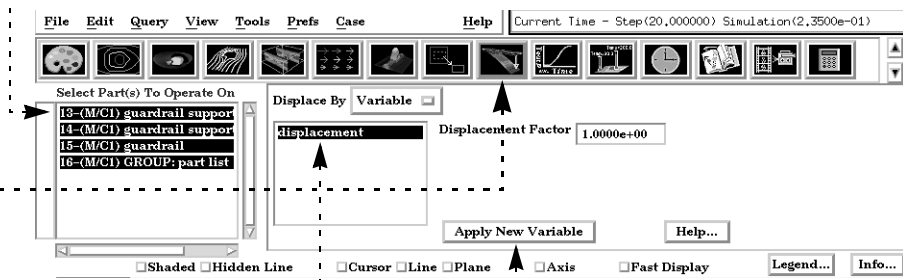 File Edit Query View Tools Prefs Case Help
Current Time - Step(20,000000) Simulation(2,3500e-01)
Select Part(s) To Operate On
13-(M/C1) guardrail support
14-(M/C1) guardrail support
15-(M/C1) guardrail
16-(M/C1) GROUP: part list
Displace By Variable
displacement
Displacement Factor 1.0000e+00
Apply New Variable Help...
Shaded Hidden Line Cursor Line Plane Axis Fast Display Legend... Info...